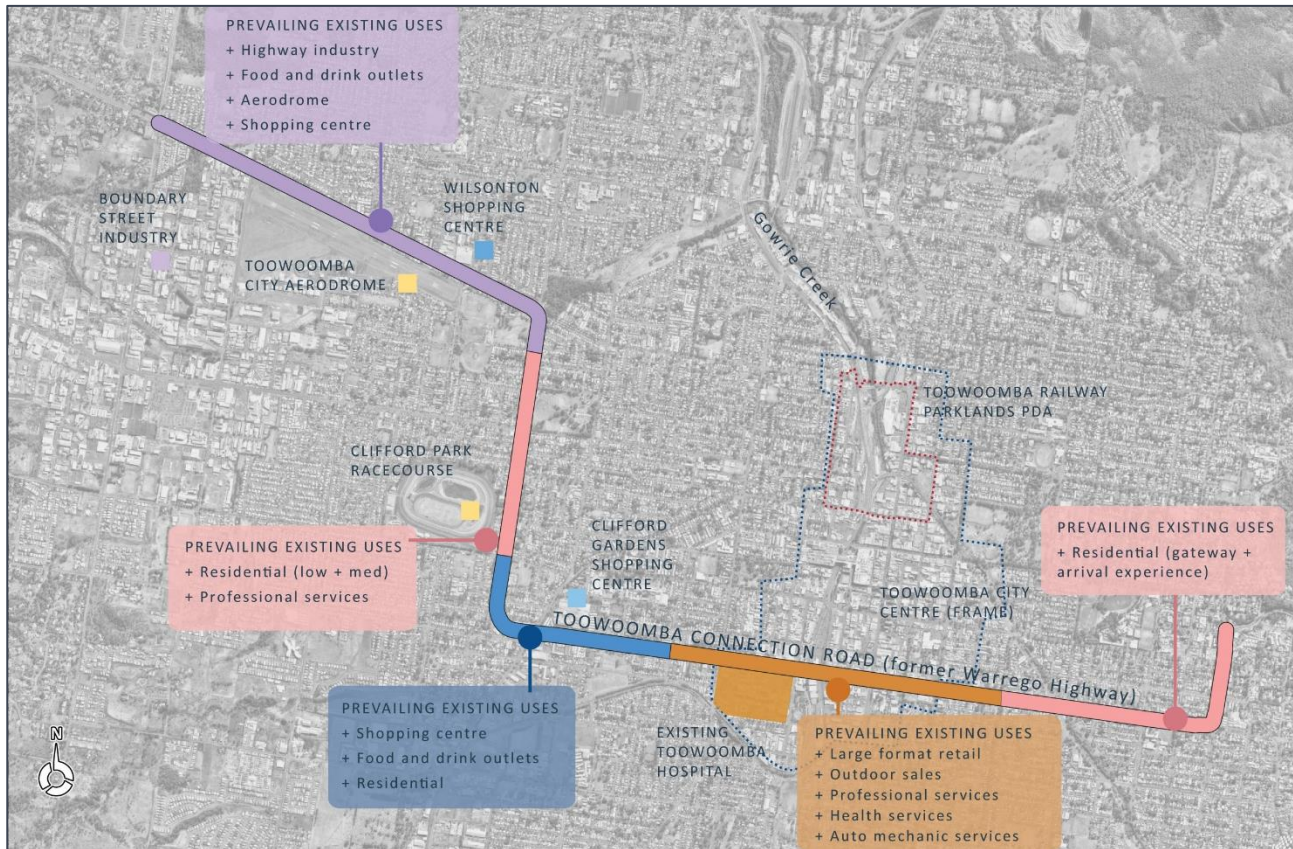 PREVAILING EXISTING USES
+ Highway industry
+ Food and drink outlets
+ Aerodrome
+ Shopping centre
BOUNDARY
STREET
INDUSTRY
WILSONTON
SHOPPING
CENTRE
TOOWOOMBA
CITY AERODROME
Gowrie Creek
TOOWOOMBA RAILWAY
PARKLANDS PDA
CLIFFORD PARK
RACECOURSE
PREVAILING EXISTING USES
+ Residential (low + med)
+ Professional services
CLIFFORD
GARDENS
SHOPPING
CENTRE
PREVAILING EXISTING USES
+ Residential (gateway +
arrival experience)
TOOWOOMBA CITY
CENTRE (FRAME)
TOOWOOMBA CONNECTION ROAD (former Warrego Highway)
PREVAILING EXISTING USES
+ Shopping centre
+ Food and drink outlets
+ Residential
EXISTING
TOOWOOMBA
HOSPITAL
PREVAILING EXISTING USES
+ Large format retail
+ Outdoor sales
+ Professional services
+ Health services
+ Auto mechanic services
N